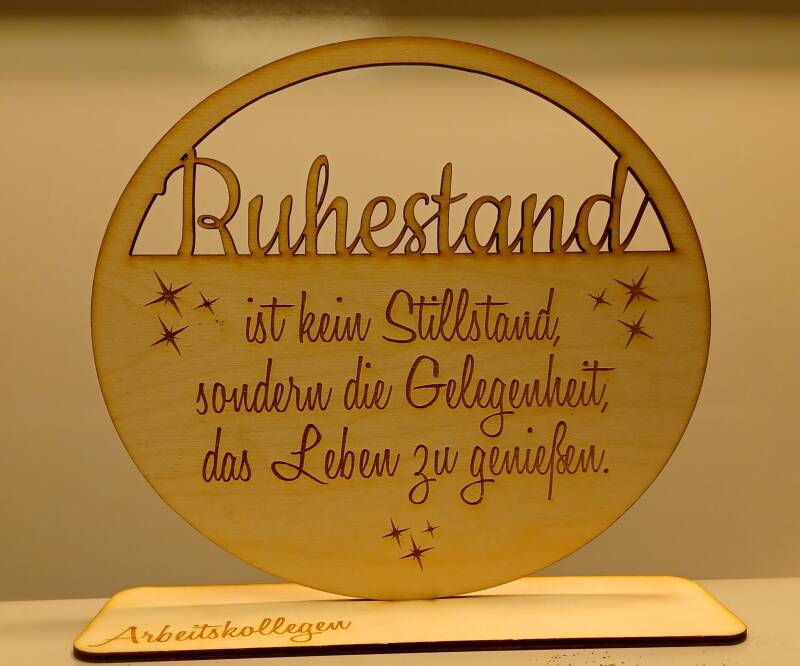 Ruhestand
ist kein Stillstand,
sondern die Gelegenheit,
das Leben zu genießen.
Arbeitskollegen